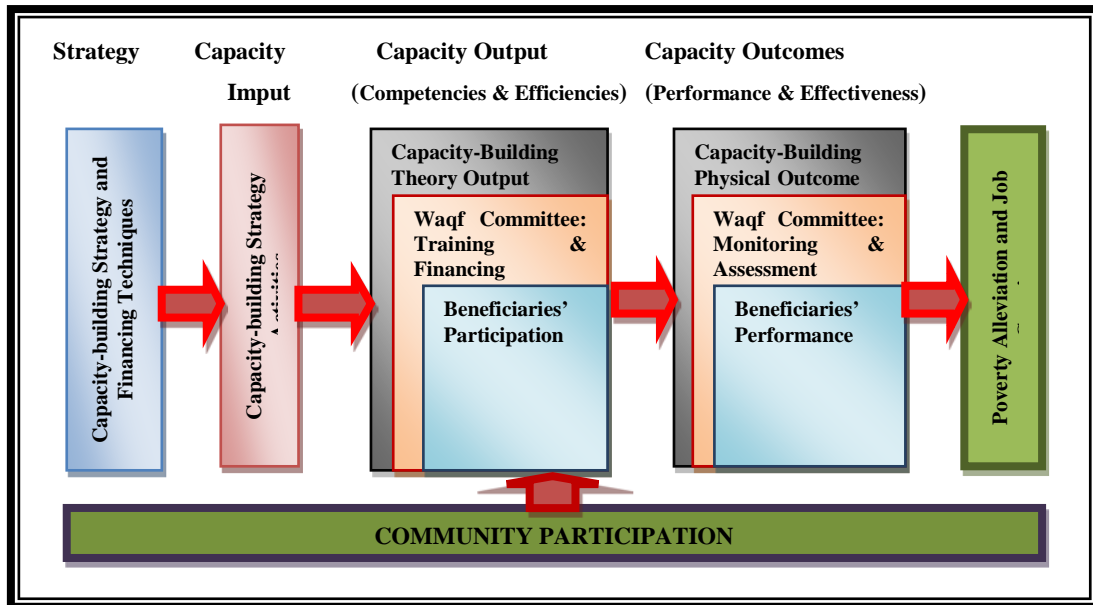 Strategy
Capacity
Imput
Capacity Output
(Competencies & Efficiencies)
Capacity Outcomes
(Performance & Effectiveness)
Capacity-building Strategy and
Financing Techniques
Capacity-building Strategy
Capacity-Building
Theory Output
Waqf Committee:
Training &
Financing
Beneficiaries’
Participation
Capacity-Building
Physical Outcome
Waqf Committee:
Monitoring &
Assessment
Beneficiaries’
Performance
Poverty Alleviation and Job
COMMUNITY PARTICIPATION